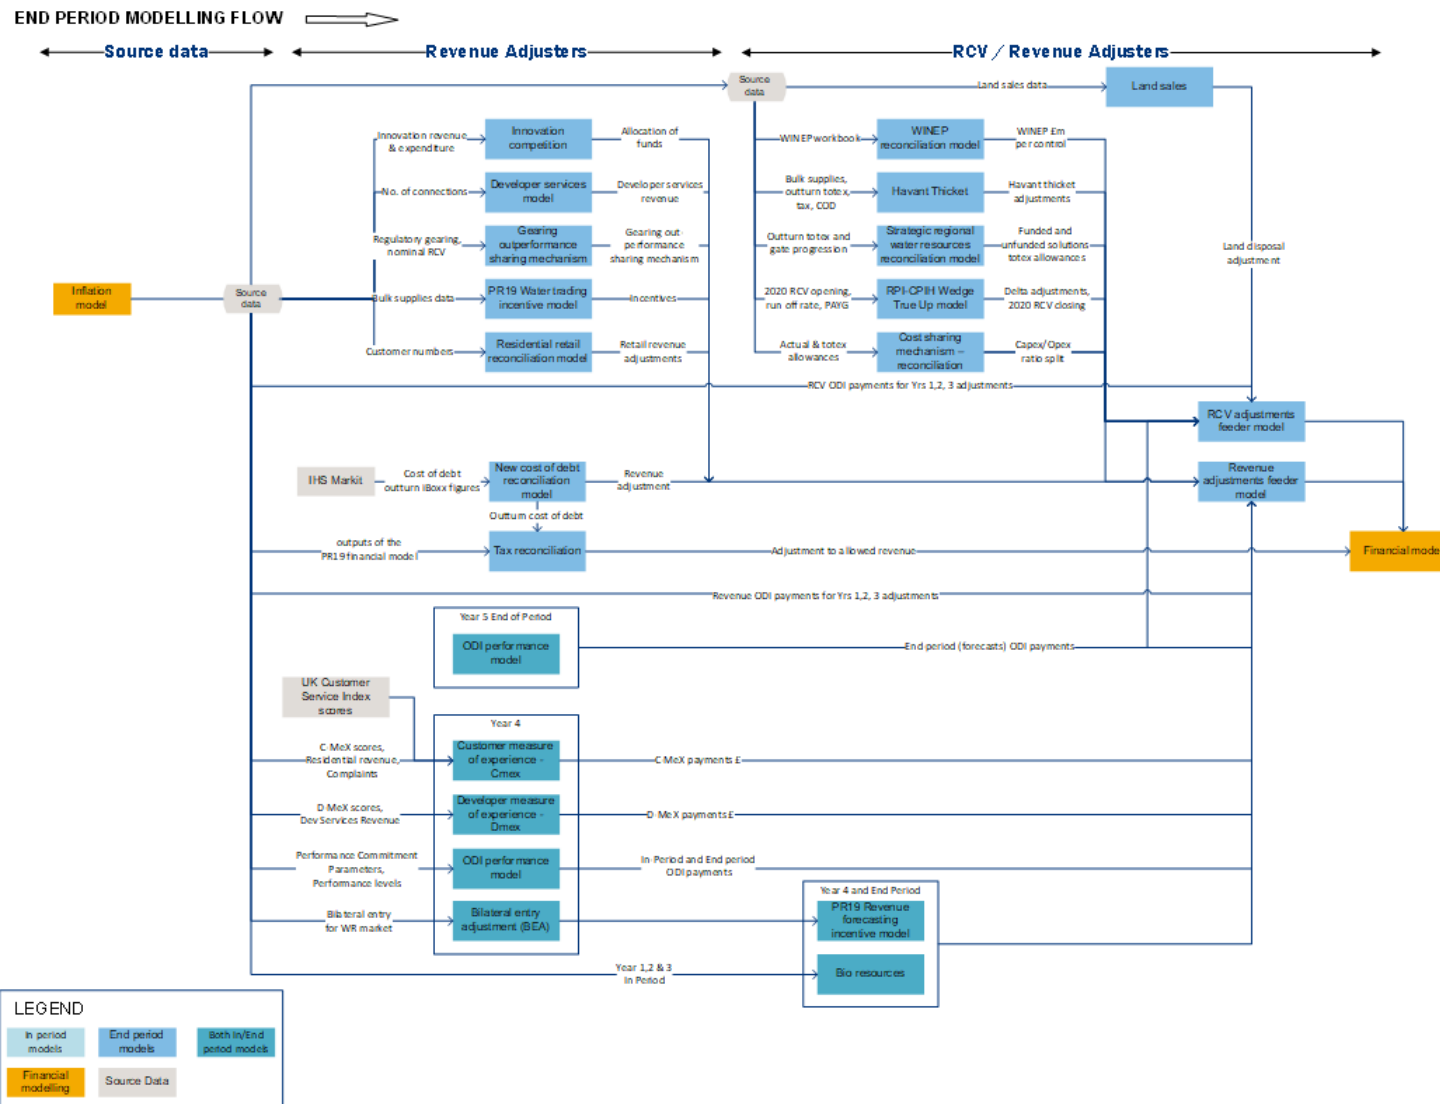 END PERIOD MODELLING FLOW
Source data
Revenue Adjusters
RCV / Revenue Adjusters
Source
data
Land sales data
Land sales
Innovation revenue
& expenditure
Innovation
competition
Allocation of
funds
WINEP workbook
WINEP
reconciliation model
WINEP £m
per control
No. of connections
Developer services
model
Developer services
revenue
Bulk supplies,
outturn totex,
tax, COD
Havant Thicket
Havant thicket
adjustments
Regulatory gearing,
nominal RCV
Gearing
outperformance
sharing mechanism
Gearing out-
performance
sharing mechanism
Outturn totex and
gate progression
Strategic regional
water resources
reconciliation model
Funded and
unfunded solutions
totex allowances
Land disposal
adjustment
Inflation
model
Source
data
Bulk supplies data
PR19 Water trading
incentive model
Incentives
2020 RCV opening,
run off rate, PAYG
RPI-CPIH Wedge
True Up model
Delta adjustments,
2020 RCV closing
Customer numbers
Residential retail
reconciliation model
Retail revenue
adjustments
Actual & totex
allowances
Cost sharing
mechanism –
reconciliation
Capex/Opex
ratio split
RCV ODI payments for Yrs 1,2, 3 adjustments
RCV adjustments
feeder model
IHS Markit
Cost of debt
outturn iBoxx figures
New cost of debt
reconciliation
model
Revenue
adjustment
Revenue
adjustments feeder
model
Outturn cost of debt
outputs of the
PR19 financial model
Tax reconciliation
Adjustment to allowed revenue
Financial mode
Revenue ODI payments for Yrs 1,2, 3 adjustments
Year 5 End of Period
ODI performance
model
End period (forecasts) ODI payments
UK Customer
Service Index
scores
Year 4
C-MeX scores,
Residential revenue,
Complaints
Customer measure
of experience -
Cmex
C-MeX payments £
D-MeX scores,
Dev Services Revenue
Developer measure
of experience -
Dmex
D-MeX payments £
Performance Commitment
Parameters,
Performance levels
ODI performance
model
In-Period and End period
ODI payments
Bilateral entry
for WR market
Bilateral entry
adjustment (BEA)
Year 4 and End Period
PR19 Revenue
forecasting
incentive model
Year 1,2 & 3
In Period
Bio resources
LEGEND
In period
models
End period
models
Both In/End
period models
Financial
modelling
Source Data